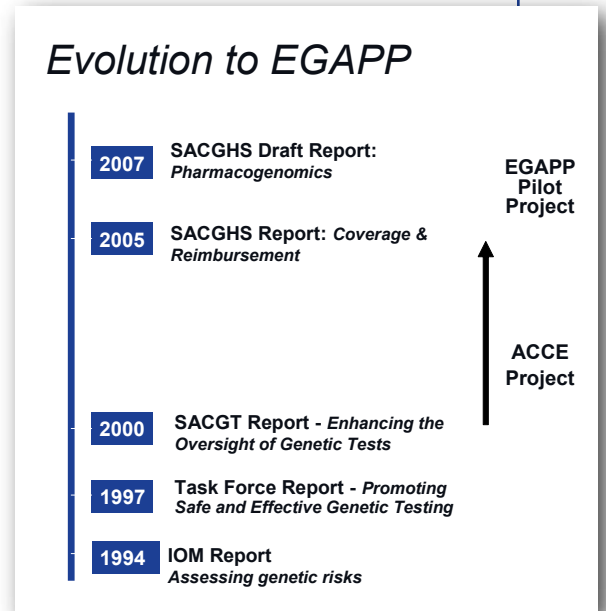 Evolution to EGAPP
2007
SACGHS Draft Report:
Pharmacogenomics
EGAPP
Pilot
Project
2005
SACGHS Report: Coverage &
Reimbursement
ACCE
Project
2000
SACGT Report - Enhancing the
Oversight of Genetic Tests
1997
Task Force Report - Promoting
Safe and Effective Genetic Testing
1994
IOM Report
Assessing genetic risks